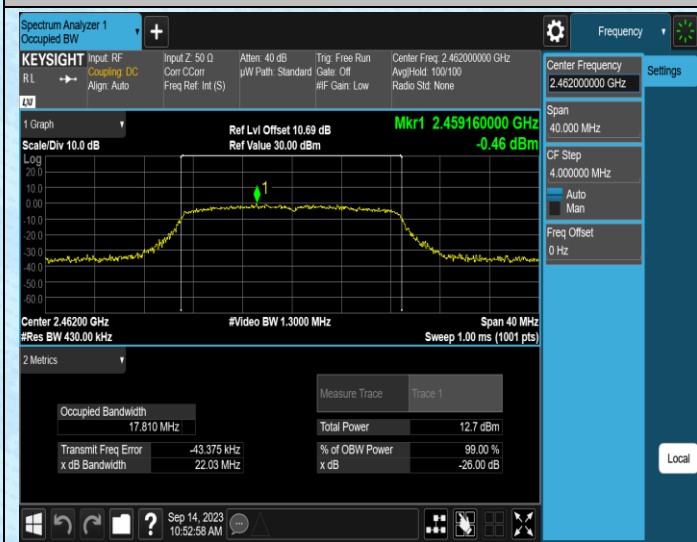 Spectrum Analyzer 1
Occupied BW
+
Frequency
KEYSIGHT
RL
LXI
Input: RF
Coupling: DC
Align: Auto
Input Z: 50 Ω
Corr CCorr
Freq Ref: Int (S)
Atten: 40 dB
µW Path: Standard
Trig: Free Run
Gate: Off
#IF Gain: Low
Center Freq: 2.462000000 GHz
Avg|Hold: 100/100
Radio Std: None
Center Frequency
2.462000000 GHz
Settings
Span
40.000 MHz
CF Step
4.000000 MHz
Auto
Man
Freq Offset
0 Hz
Local
1 Graph
Scale/Div 10.0 dB
Ref Lvl Offset 10.69 dB
Ref Value 30.00 dBm
Mkr1 2.459160000 GHz
-0.46 dBm
Log
20.0
10.0
0.00
-10.0
-20.0
-30.0
-40.0
-50.0
-60.0
1
Center 2.46200 GHz
#Res BW 430.00 kHz
#Video BW 1.3000 MHz
Span 40 MHz
Sweep 1.00 ms (1001 pts)
2 Metrics
Measure Trace Trace 1
Occupied Bandwidth
17.810 MHz
Total Power 12.7 dBm
Transmit Freq Error -43.375 kHz
% of OBW Power 99.00 %
x dB Bandwidth 22.03 MHz
x dB -26.00 dB
?
Sep 14, 2023
10:52:58 AM